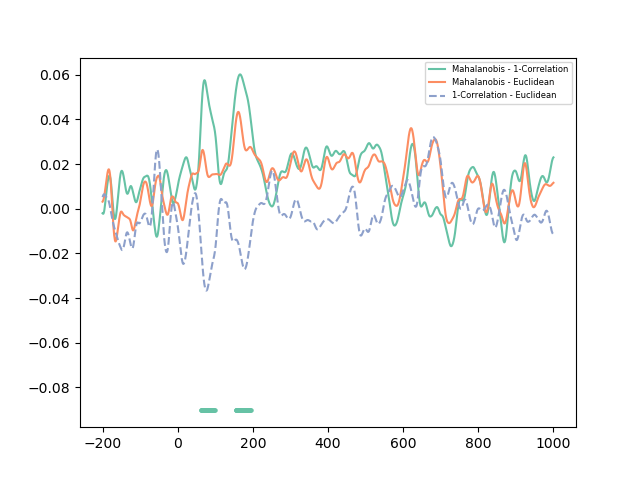 Mahalanobis - 1-Correlation
Mahalanobis - Euclidean
1-Correlation - Euclidean
0.06
0.04
0.02
0.00
−0.02
−0.04
−0.06
−0.08
−200 0 200 400 600 800 1000